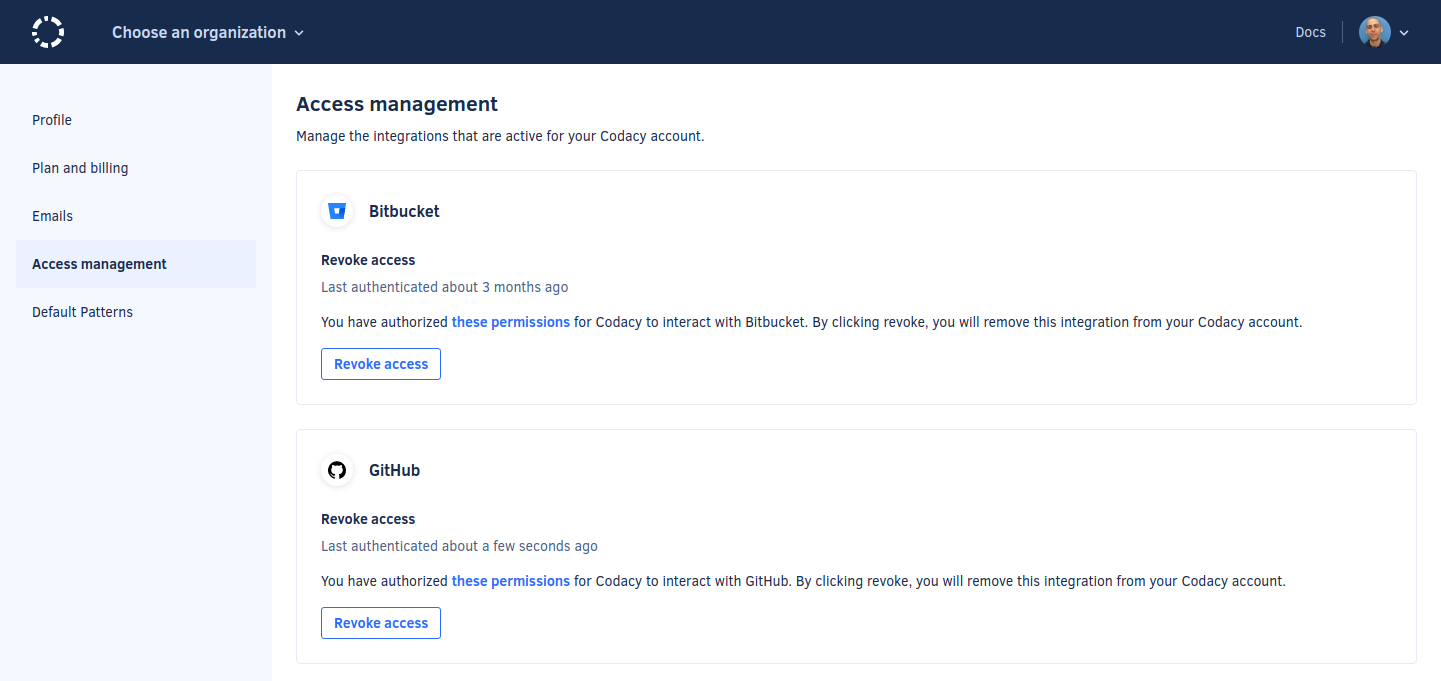 Choose an organization
Docs
Profile
Plan and billing
Emails
Access management
Default Patterns
Access management
Manage the integrations that are active for your Codacy account.
Bitbucket
Revoke access
Last authenticated about 3 months ago
You have authorized these permissions for Codacy to interact with Bitbucket. By clicking revoke, you will remove this integration from your Codacy account.
Revoke access
GitHub
Revoke access
Last authenticated about a few seconds ago
You have authorized these permissions for Codacy to interact with GitHub. By clicking revoke, you will remove this integration from your Codacy account.
Revoke access